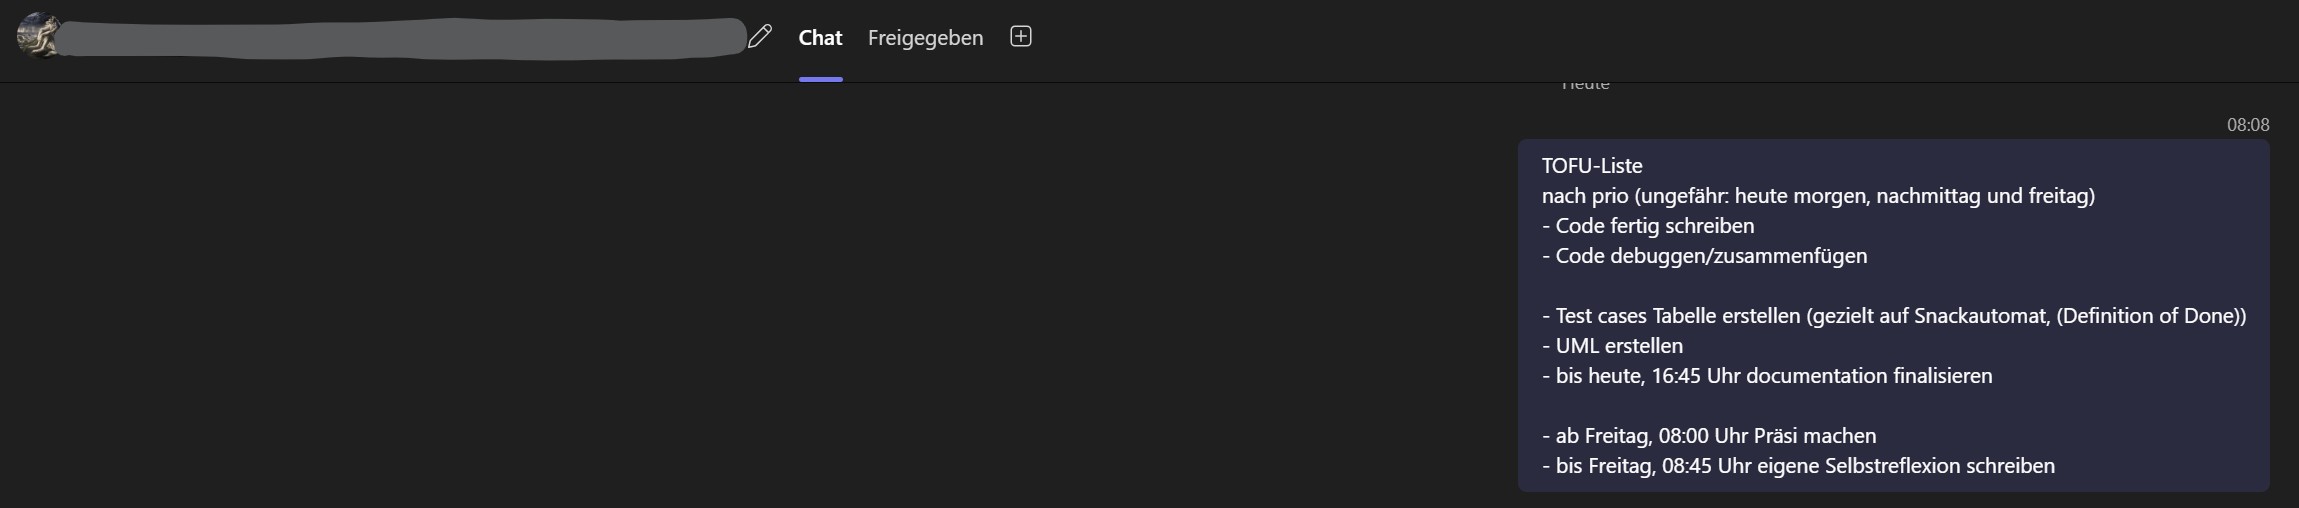 Chat Freigegeben
Heute
08:08
TOFU-Liste
nach prio (ungefähr: heute morgen, nachmittag und freitag)
- Code fertig schreiben
- Code debuggen/zusammenfügen
- Test cases Tabelle erstellen (gezielt auf Snackautomat, (Definition of Done))
- UML erstellen
- bis heute, 16:45 Uhr documentation finalisieren
- ab Freitag, 08:00 Uhr Präsi machen
- bis Freitag, 08:45 Uhr eigene Selbstreflexion schreiben